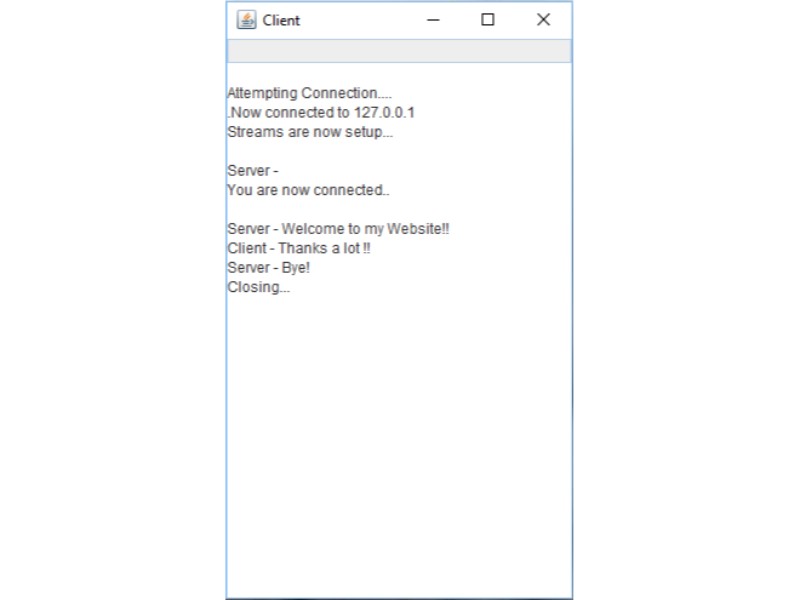 Client
Attempting Connection....
.Now connected to 127.0.0.1
Streams are now setup...
Server -
You are now connected..
Server - Welcome to my Website!!
Client - Thanks a lot !!
Server - Bye!
Closing...